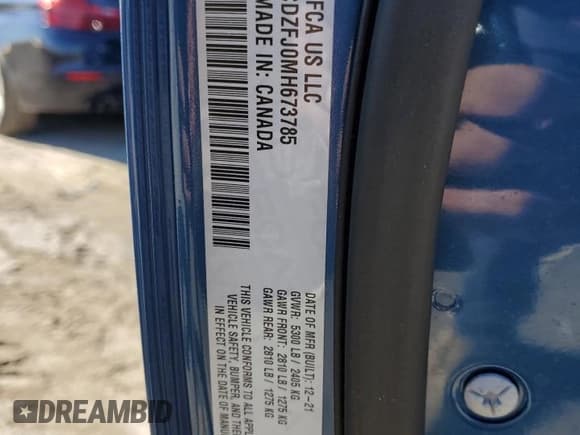 FCA US LLC
DZFJ0MH673785
MADE IN: CANADA
DATE OF MFR (BUILT): 12-21
GVWR: 5300 LB / 2405 KG
GAWR FRONT: 2810 LB / 1275 KG
GAWR REAR: 2810 LB / 1275 KG
THIS VEHICLE CONFORMS TO ALL APPL
VEHICLE SAFETY, BUMPER, AND THE
IN EFFECT ON THE DATE OF MANU
DREAMBID